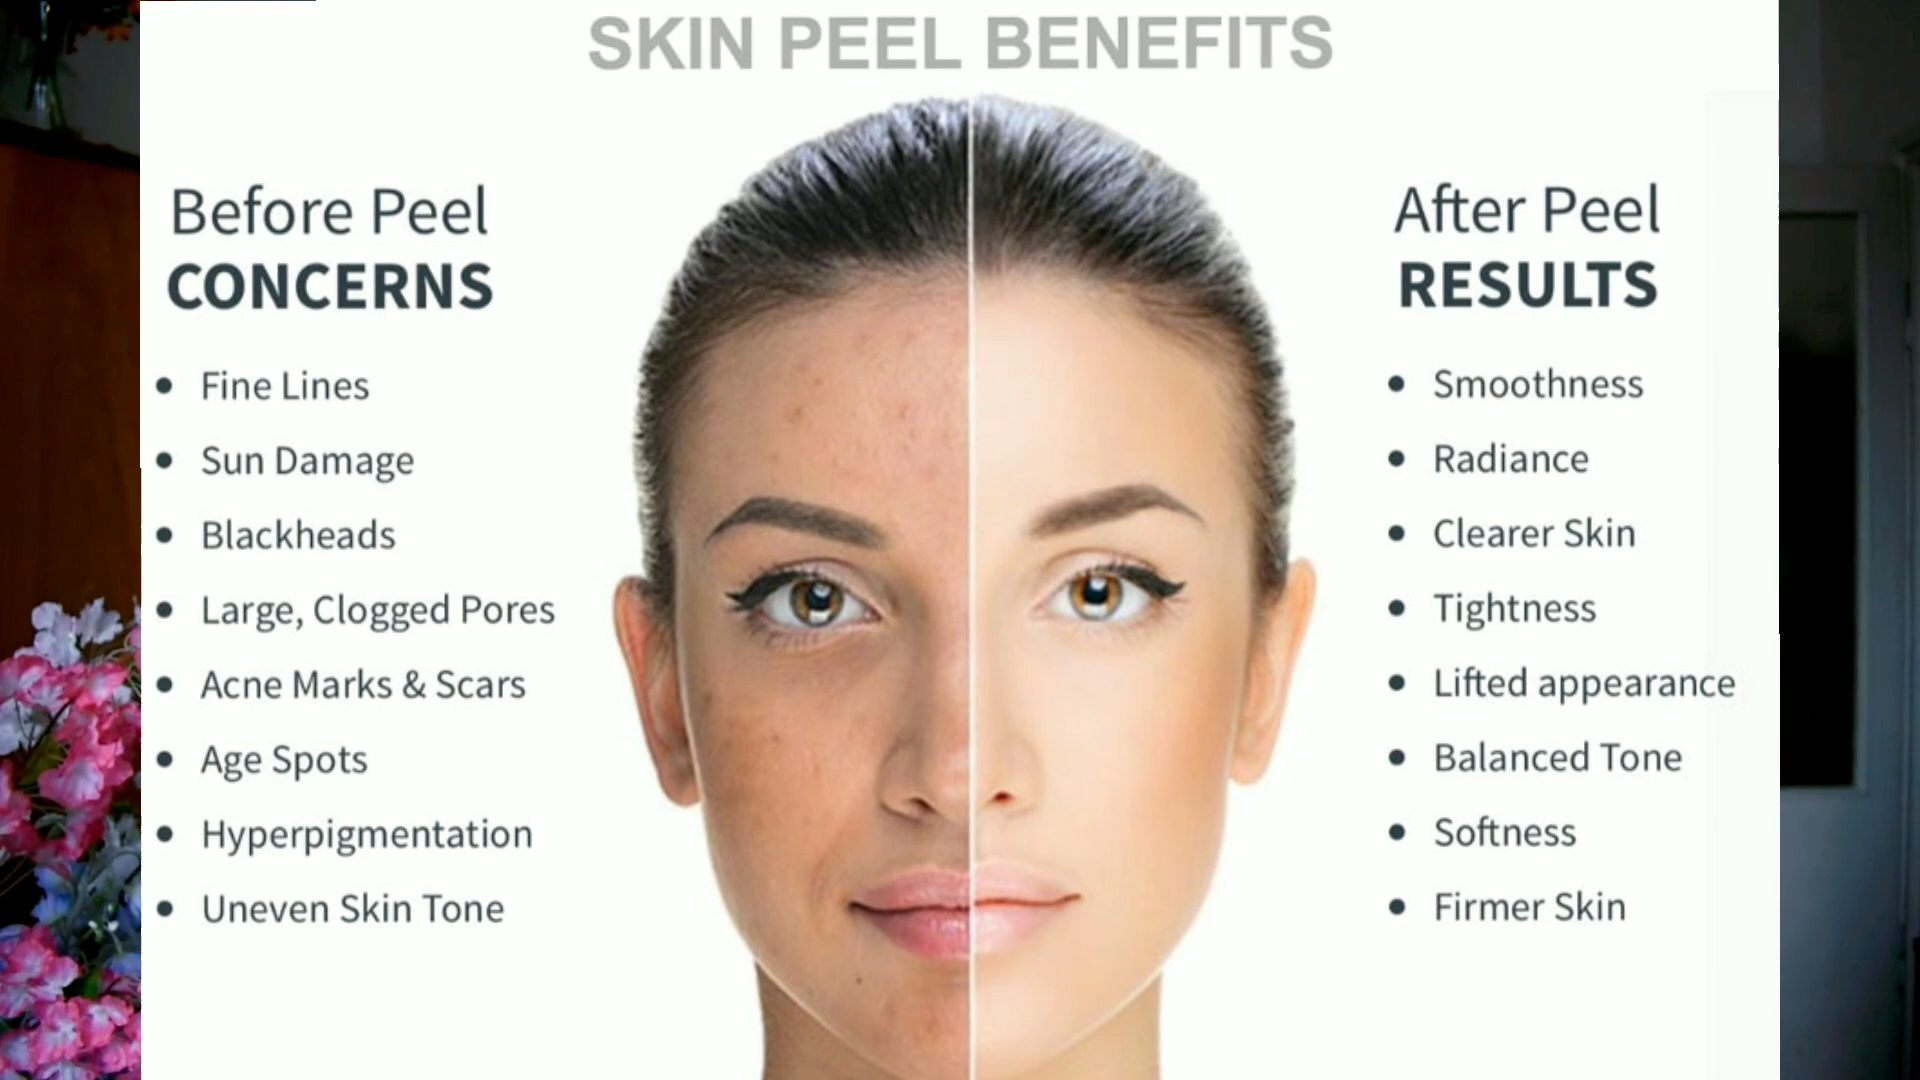 SKIN PEEL BENEFITS
Before Peel
CONCERNS
• Fine Lines
• Sun Damage
• Blackheads
• Large, Clogged Pores
• Acne Marks & Scars
• Age Spots
• Hyperpigmentation
• Uneven Skin Tone
After Peel
RESULTS
• Smoothness
• Radiance
• Clearer Skin
• Tightness
• Lifted appearance
• Balanced Tone
• Softness
• Firmer Skin